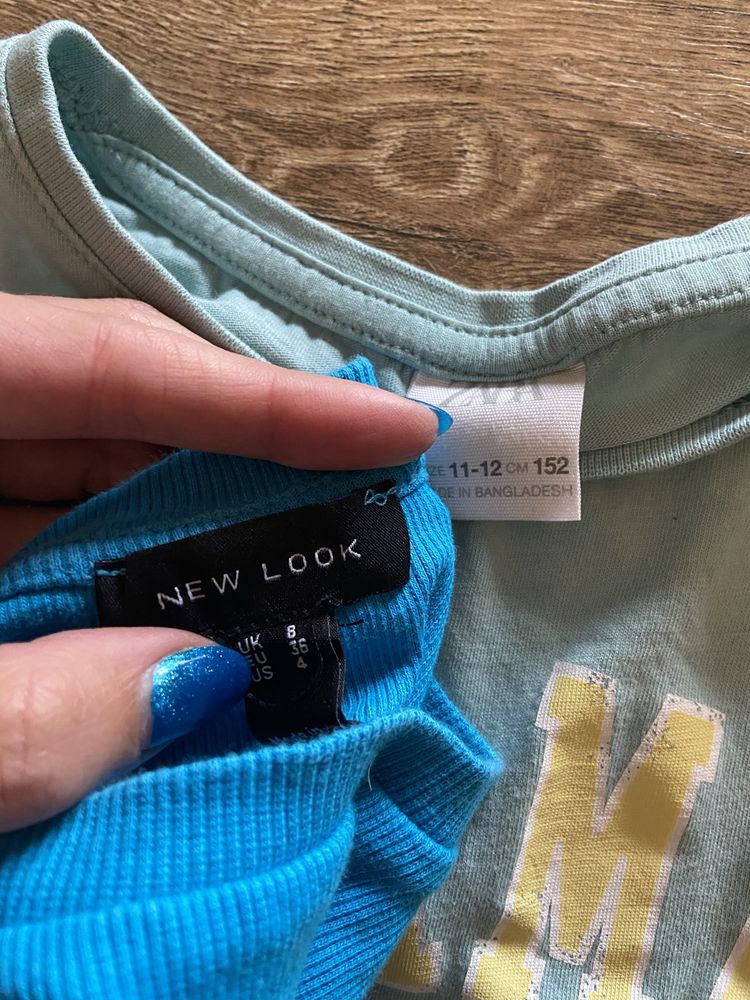 11-12 CM 152
IN BANGLADESH
NEW LOOK
UK 8
EU 36
US 4
M